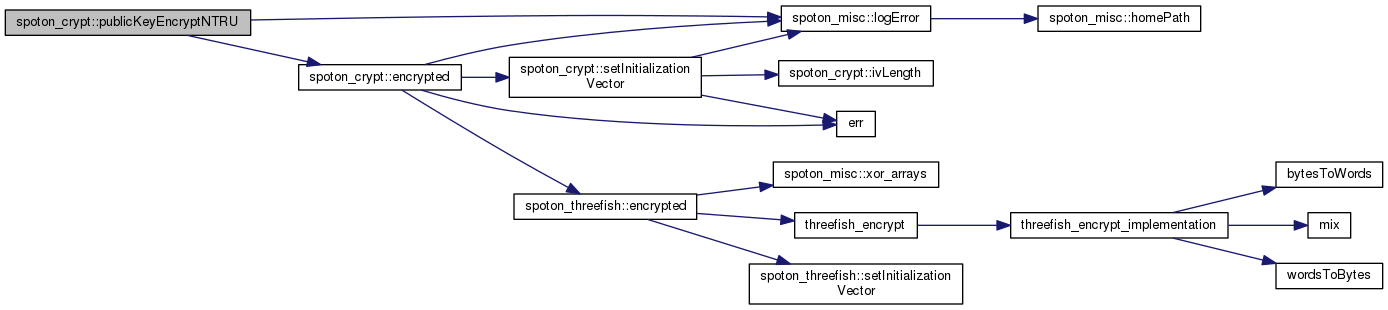 spoton_crypt::publicKeyEncryptNTRU
spoton_misc::logError
spoton_misc::homePath
spoton_crypt::encrypted
spoton_crypt::setInitialization
Vector
spoton_crypt::ivLength
err
spoton_threefish::encrypted
spoton_misc::xor_arrays
threefish_encrypt
threefish_encrypt_implementation
bytesToWords
mix
wordsToBytes
spoton_threefish::setInitialization
Vector